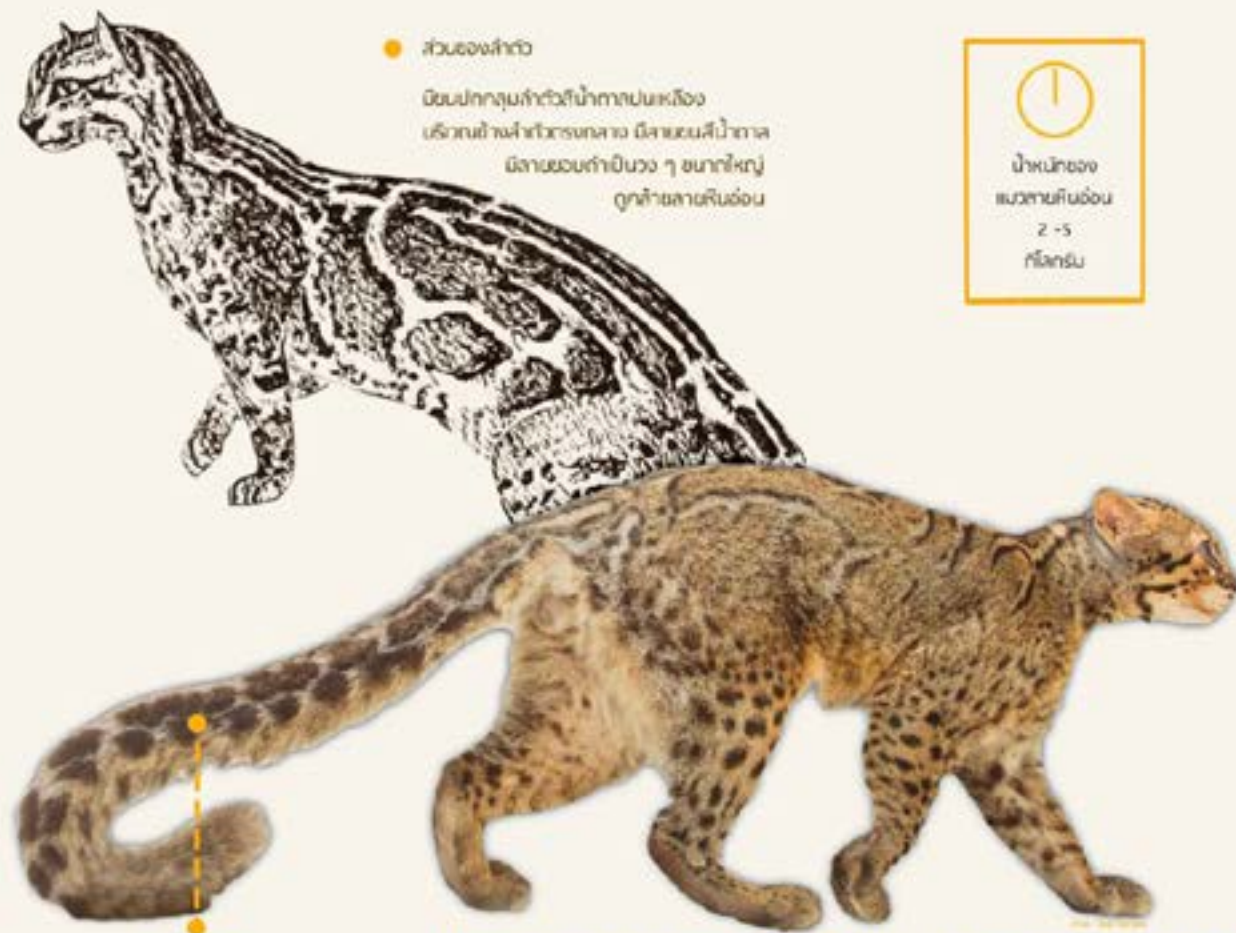 ส่วนของลำตัว
มีขนปกคลุมลำตัวสีน้ำตาลปนเหลือง
บริเวณข้างลำตัวตรงกลาง มีลายขนสีน้ำตาล
มีลายขอบดำเป็นวง ๆ ขนาดใหญ่
ดูคล้ายลายหินอ่อน
น้ำหนักของ
แมวลายหินอ่อน
2 -5
กิโลกรัม